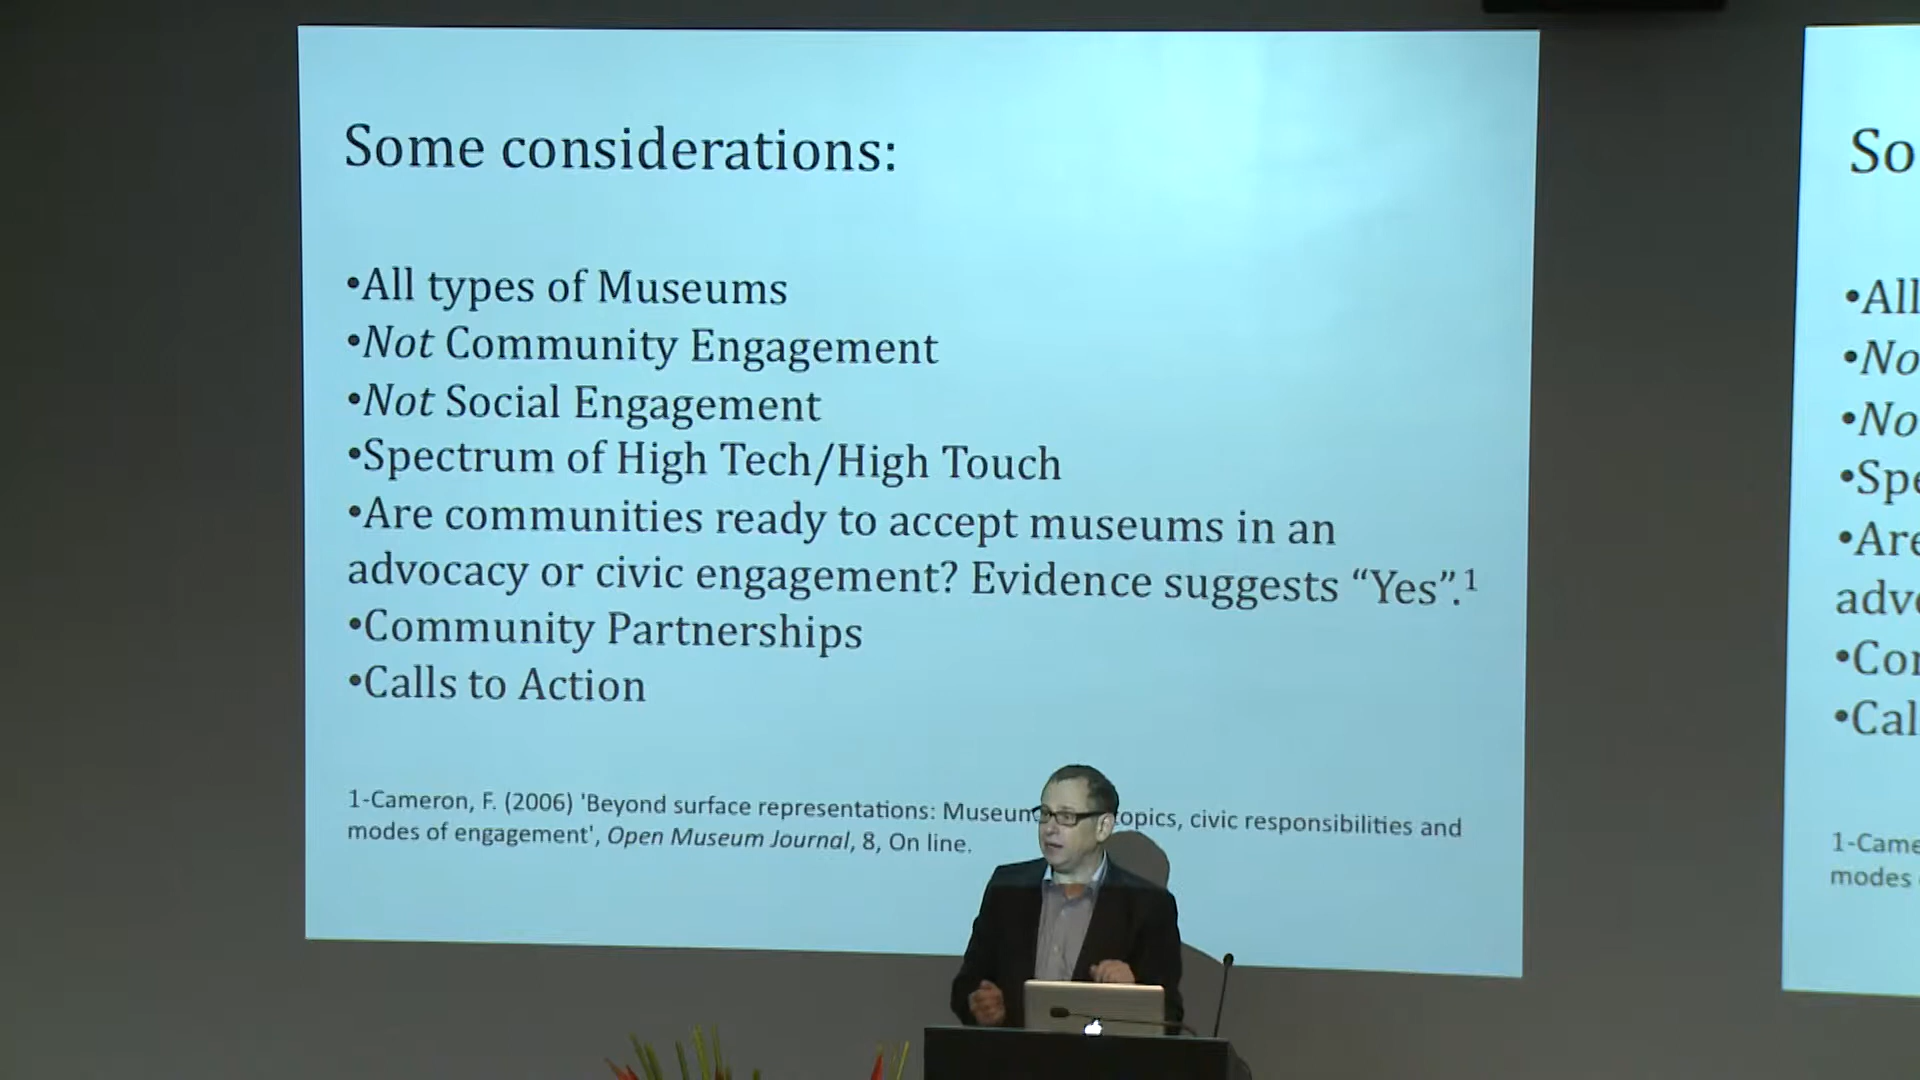 Some considerations:
•All types of Museums
•Not Community Engagement
•Not Social Engagement
•Spectrum of High Tech/High Touch
•Are communities ready to accept museums in an
advocacy or civic engagement? Evidence suggests “Yes”.¹
•Community Partnerships
•Calls to Action
1-Cameron, F. (2006) 'Beyond surface representations: Museum topics, civic responsibilities and
modes of engagement', Open Museum Journal, 8, On line.
So
•All
•No
•No
•Spe
•Are
adv
•Co
•Cal
1-Came
modes